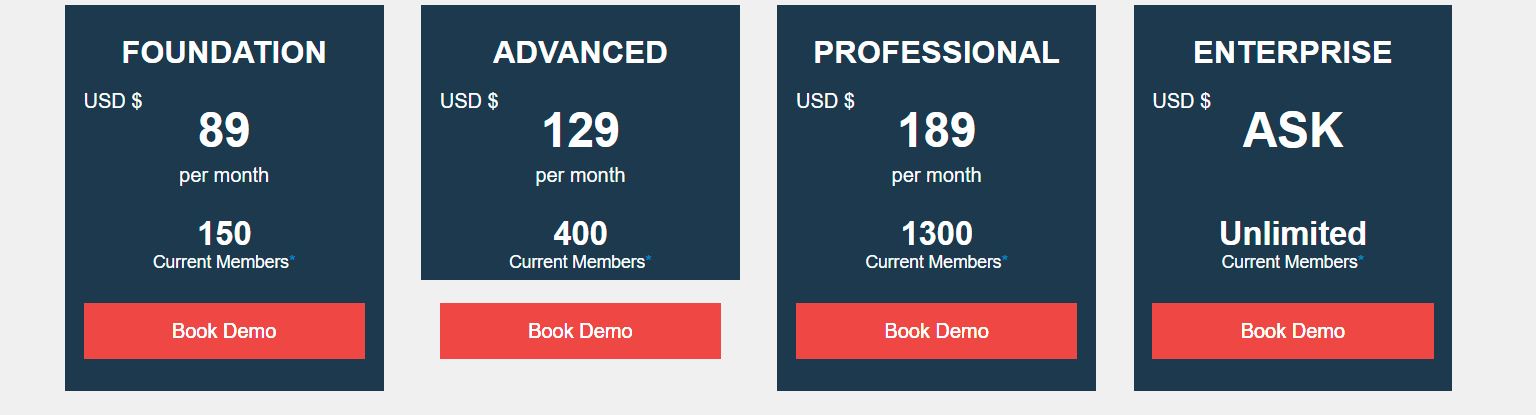 FOUNDATION
USD $
89
per month
150
Current Members*
Book Demo
ADVANCED
USD $
129
per month
400
Current Members*
Book Demo
PROFESSIONAL
USD $
189
per month
1300
Current Members*
Book Demo
ENTERPRISE
USD $
ASK
Unlimited
Current Members*
Book Demo